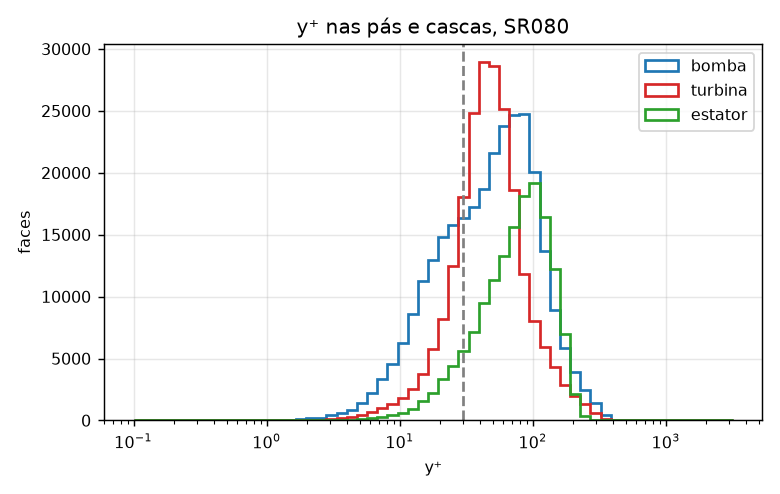 y⁺ nas pás e cascas, SR080
bomba
turbina
estator
faces
30000
25000
20000
15000
10000
5000
0
10⁻¹ 10⁰ 10¹ 10² 10³
y⁺